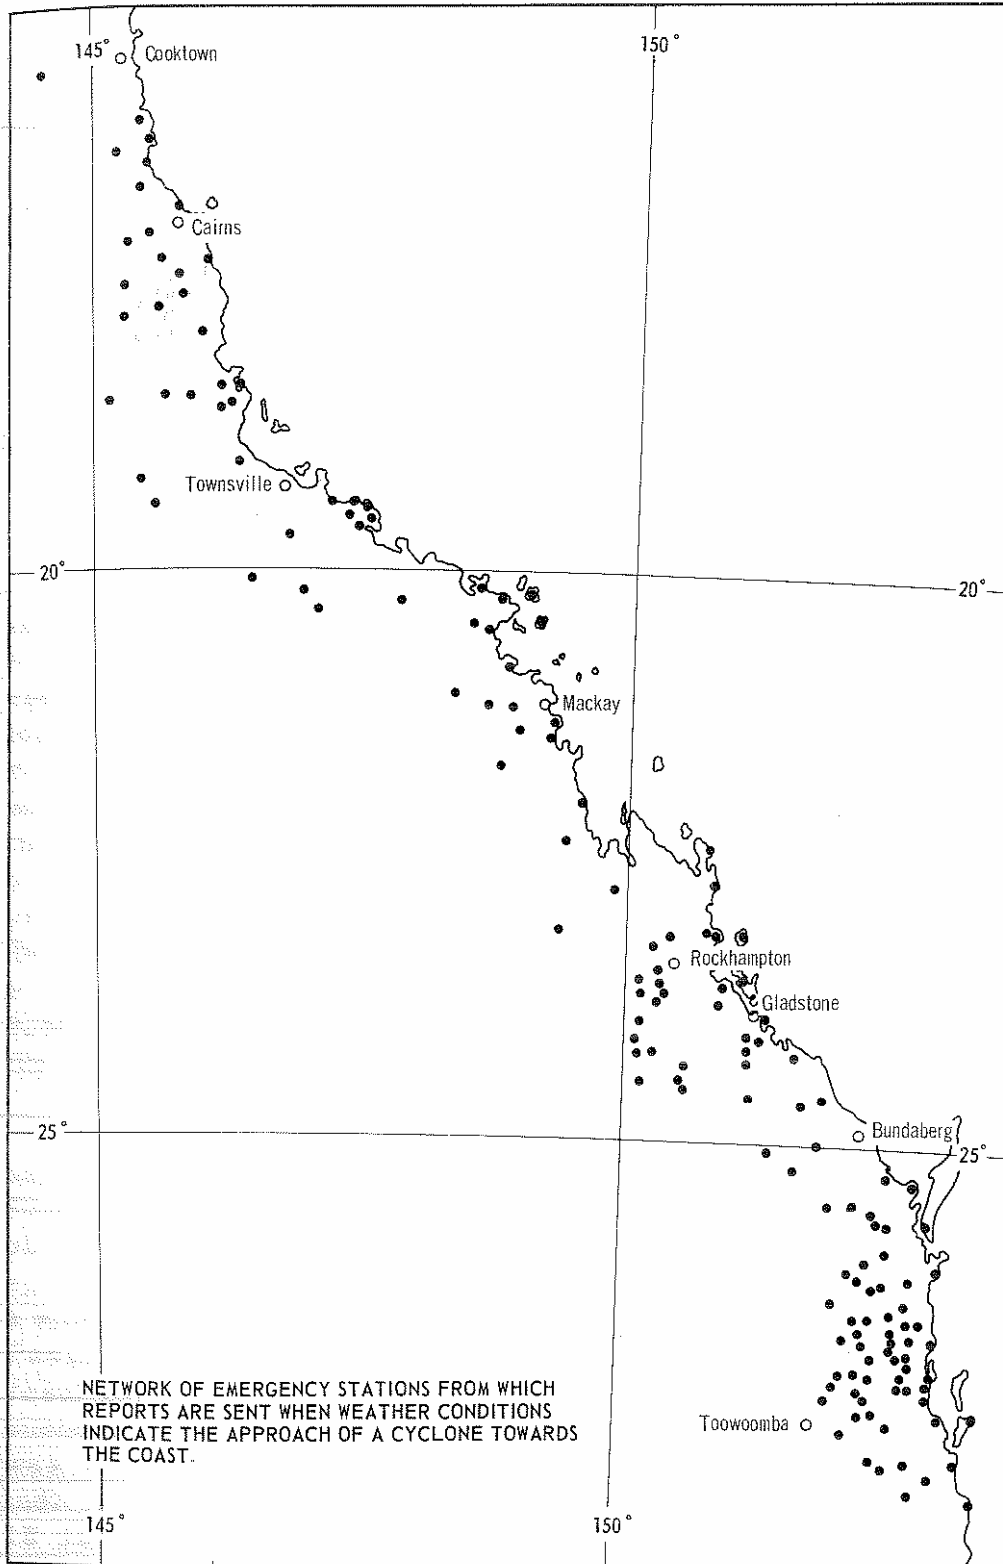 145°
150°
Cooktown
Cairns
Townsville
20°
20°
Mackay
Rockhampton
Gladstone
25°
Bundaberg
25°
NETWORK OF EMERGENCY STATIONS FROM WHICH
REPORTS ARE SENT WHEN WEATHER CONDITIONS
INDICATE THE APPROACH OF A CYCLONE TOWARDS
THE COAST.
Toowoomba
145°
150°